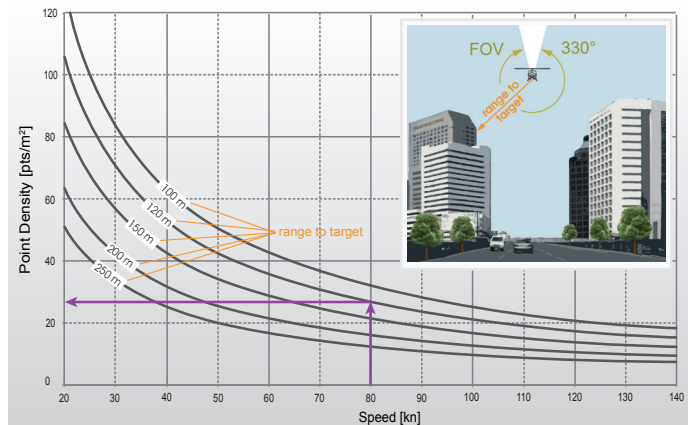 120
100
80
60
40
20
0
Point Density [pts/m²]
20 30 40 50 60 70 80 90 100 110 120 130 140
Speed [kn]
100 m
120 m
150 m
200 m
250 m
range to target
FOV 330°
range to
target